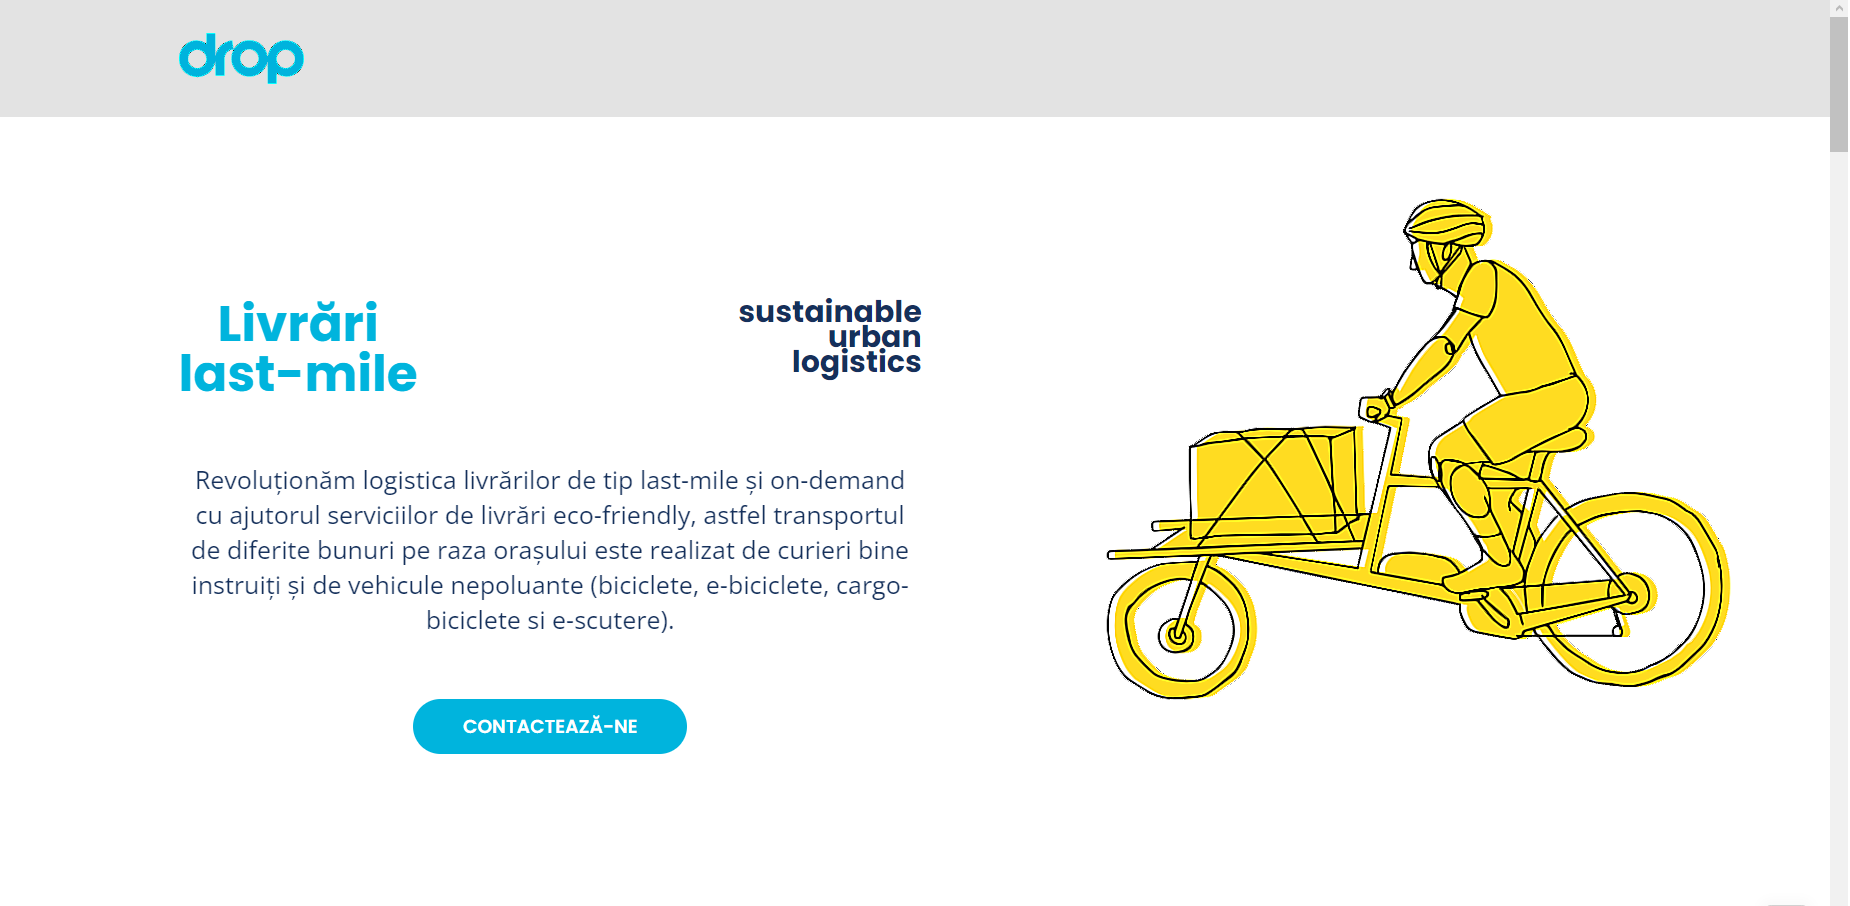 drop
Livrări
last-mile
sustainable
urban
logistics
Revoluționăm logistica livrărilor de tip last-mile și on-demand
cu ajutorul serviciilor de livrări eco-friendly, astfel transportul
de diferite bunuri pe raza orașului este realizat de curieri bine
instruiți și de vehicule nepoluante (biciclete, e-biciclete, cargo-
biciclete si e-scutere).
CONTACTEAZĂ-NE